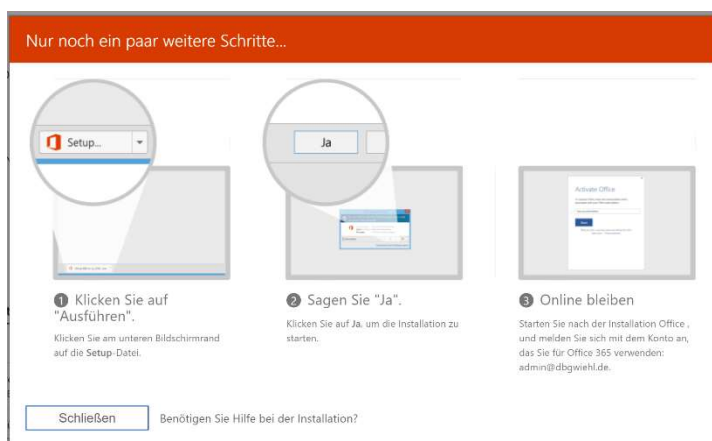 Nur noch ein paar weitere Schritte...
Setup...
Ja
Activate Office
1 Klicken Sie auf
"Ausführen".
Klicken Sie am unteren Bildschirmrand
auf die Setup-Datei.
2 Sagen Sie "Ja".
Klicken Sie auf Ja, um die Installation zu
starten.
3 Online bleiben
Starten Sie nach der Installation Office ,
und melden Sie sich mit dem Konto an,
das Sie für Office 365 verwenden:
admin@dbgwiehl.de.
Schließen
Benötigen Sie Hilfe bei der Installation?